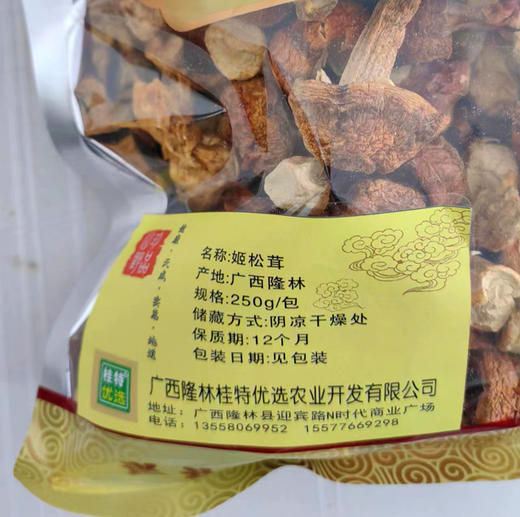 名称:姬松茸
产地:广西隆林
规格:250g/包
储藏方式:阴凉干燥处
保质期:12个月
包装日期:见包装
桂特
优选
广西隆林桂特优选农业开发有限公司
地址: 广西隆林县迎宾路N时代商业广场
电话:13558069952 15577669298